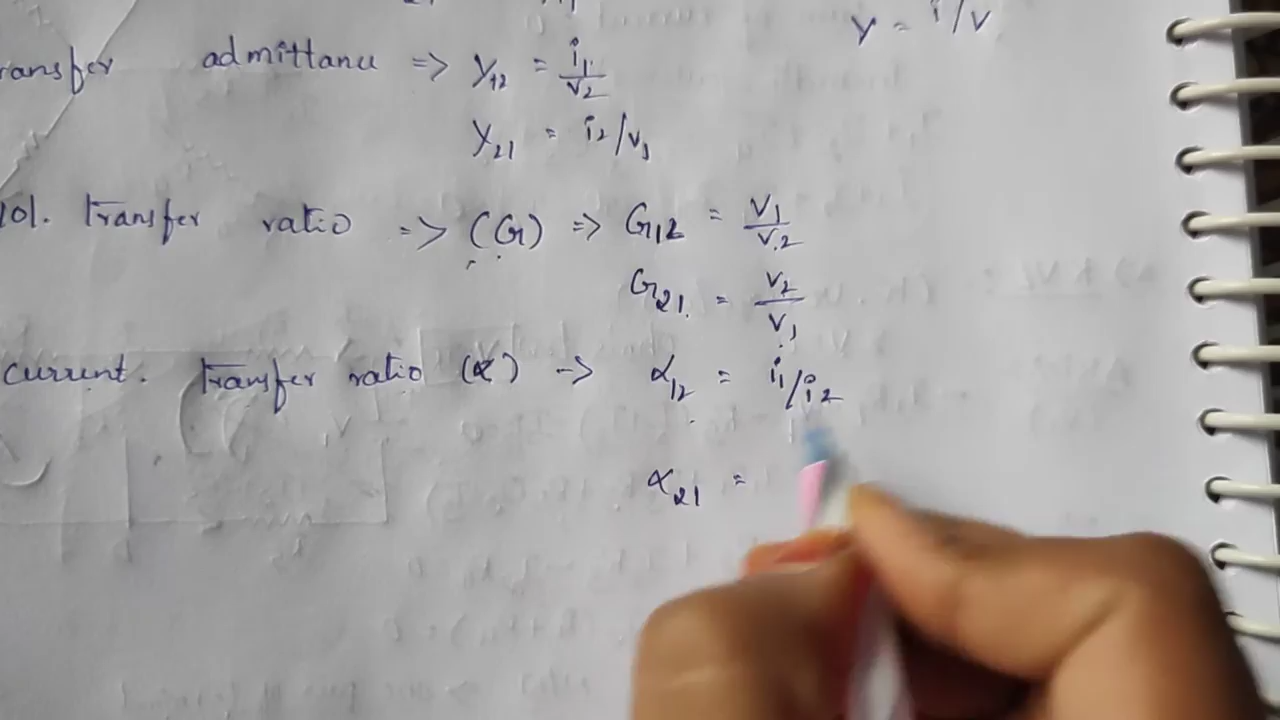 Y = i/v
ransfer admittance => Y12 = i1/v2
Y21 = i2/v1
vol. Transfer ratio => (G) => G12 = V1/V2
G21. = V2/V1
current. Transfer ratio (α) -> α12 = i1/i2
α21 =